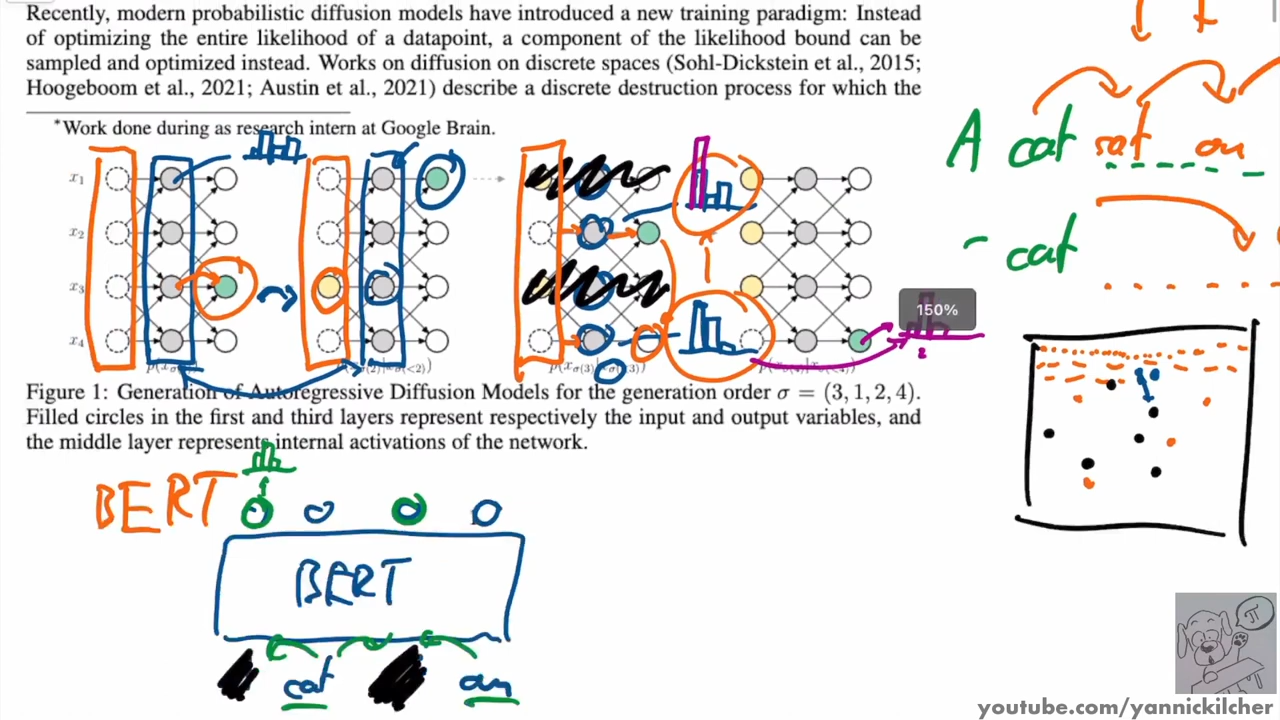 Recently, modern probabilistic diffusion models have introduced a new training paradigm: Instead
of optimizing the entire likelihood of a datapoint, a component of the likelihood bound can be
sampled and optimized instead. Works on diffusion on discrete spaces (Sohl-Dickstein et al., 2015;
Hoogeboom et al., 2021; Austin et al., 2021) describe a discrete destruction process for which the
*Work done during as research intern at Google Brain.
A cat sat on
cat
x₁
x₂
x₃
x₄
150%
Figure 1: Generation of Autoregressive Diffusion Models for the generation order σ = (3, 1, 2, 4).
Filled circles in the first and third layers represent respectively the input and output variables, and
the middle layer represents internal activations of the network.
BERT
BERT
cat
π
youtube.com/yannickilcher